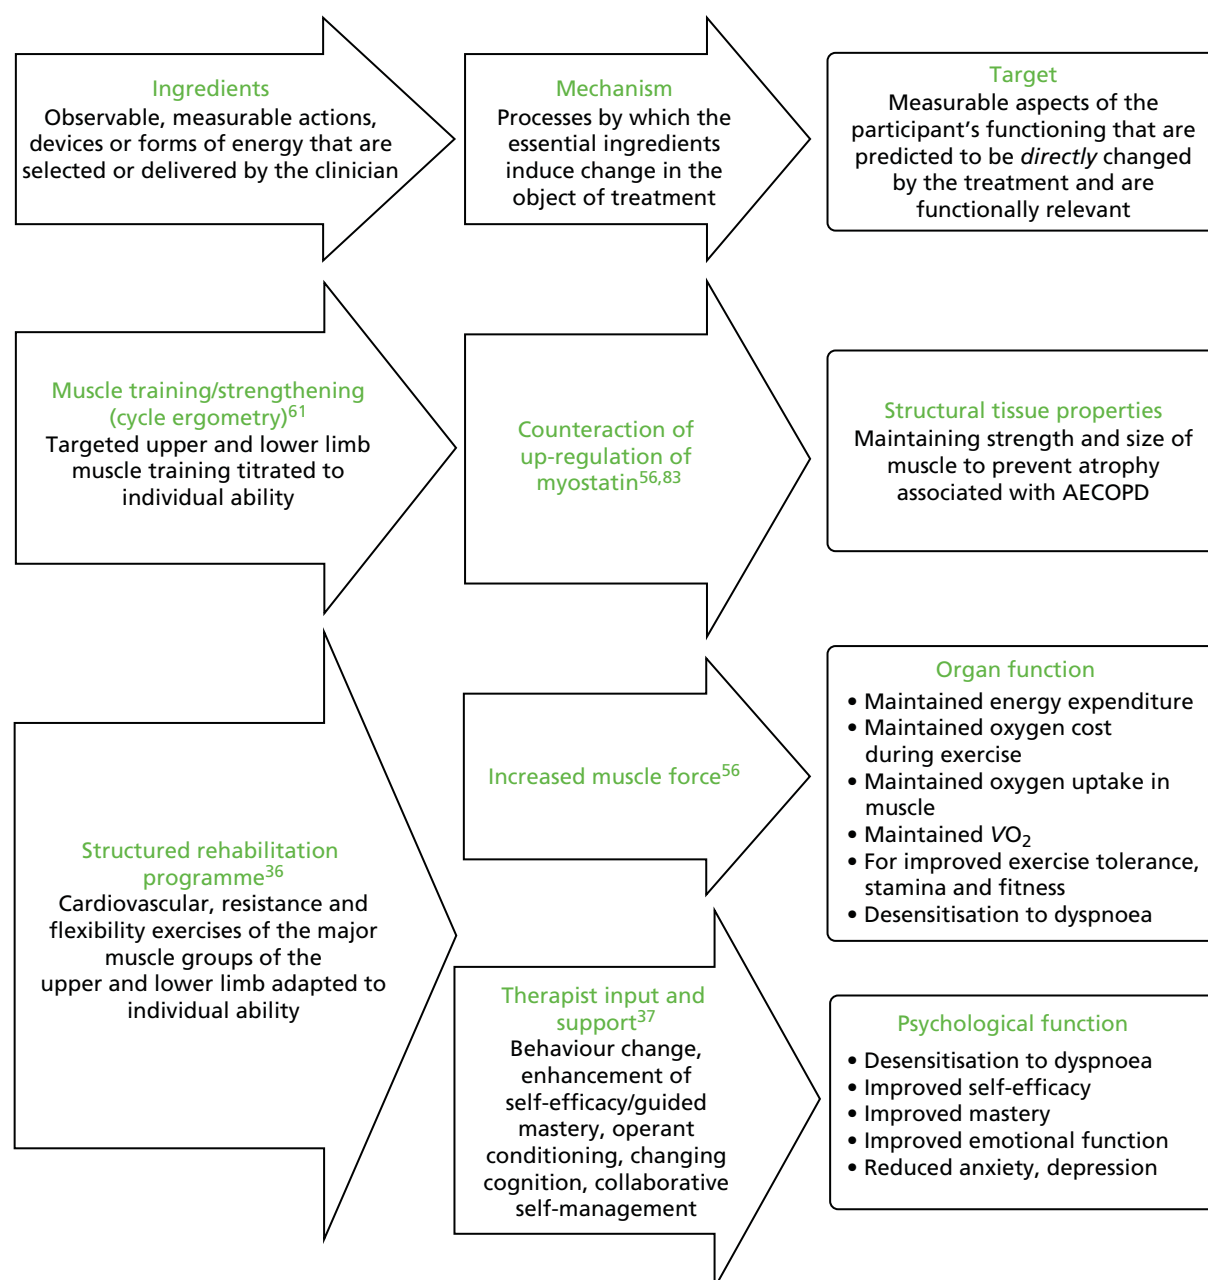 Ingredients
Observable, measurable actions,
devices or forms of energy that are
selected or delivered by the clinician
Mechanism
Processes by which the
essential ingredients
induce change in the
object of treatment
Target
Measurable aspects of the
participant’s functioning that are
predicted to be directly changed
by the treatment and are
functionally relevant
Muscle training/strengthening
(cycle ergometry)61
Targeted upper and lower limb
muscle training titrated to
individual ability
Counteraction of
up-regulation of
myostatin56,83
Structural tissue properties
Maintaining strength and size of
muscle to prevent atrophy
associated with AECOPD
Structured rehabilitation
programme36
Cardiovascular, resistance and
flexibility exercises of the major
muscle groups of the
upper and lower limb adapted to
individual ability
Increased muscle force56
Organ function
• Maintained energy expenditure
• Maintained oxygen cost
during exercise
• Maintained oxygen uptake in
muscle
• Maintained VO2
• For improved exercise tolerance,
stamina and fitness
• Desensitisation to dyspnoea
Therapist input and
support37
Behaviour change,
enhancement of
self-efficacy/guided
mastery, operant
conditioning, changing
cognition, collaborative
self-management
Psychological function
• Desensitisation to dyspnoea
• Improved self-efficacy
• Improved mastery
• Improved emotional function
• Reduced anxiety, depression